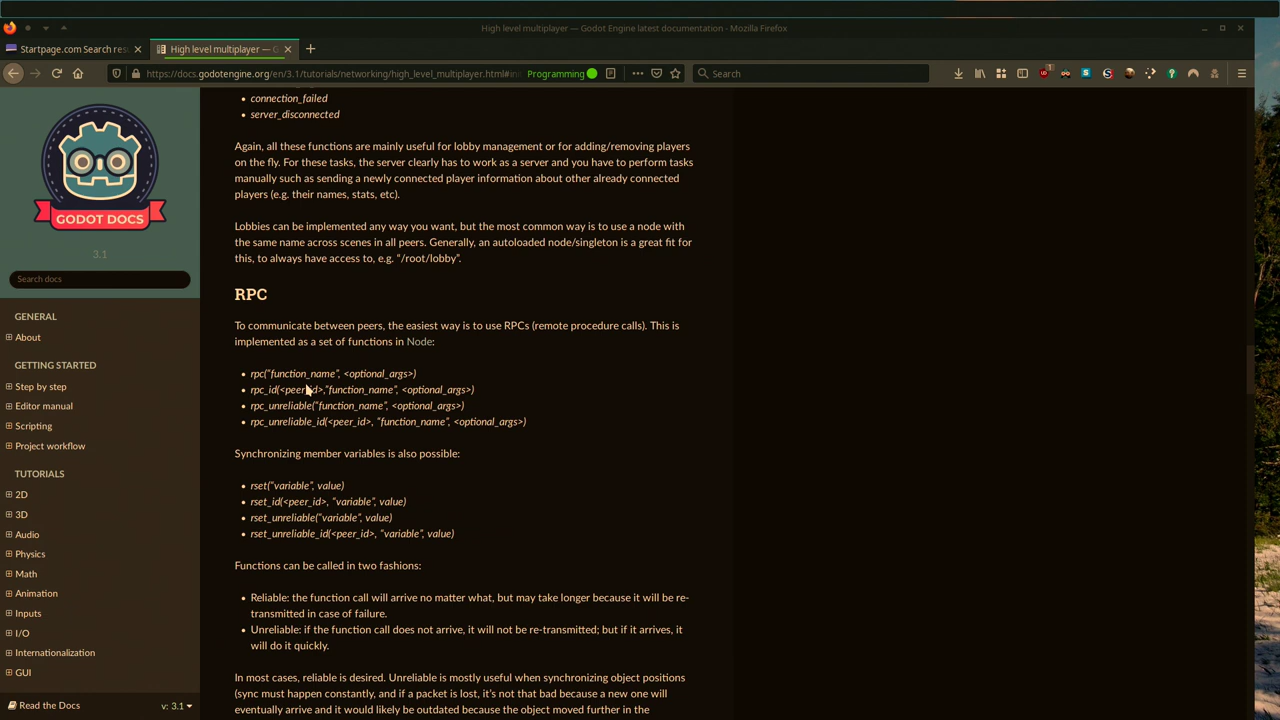 High level multiplayer — Godot Engine latest documentation - Mozilla Firefox
Startpage.com Search res
High level multiplayer — G
https://docs.godotengine.org/en/3.1/tutorials/networking/high_level_multiplayer.html#in
Programming
Search
1
GODOT DOCS
3.1
Search docs
GENERAL
About
GETTING STARTED
Step by step
Editor manual
Scripting
Project workflow
TUTORIALS
2D
3D
Audio
Physics
Math
Animation
Inputs
I/O
Internationalization
GUI
Read the Docs
v: 3.1
connection_failed
server_disconnected
Again, all these functions are mainly useful for lobby management or for adding/removing players
on the fly. For these tasks, the server clearly has to work as a server and you have to perform tasks
manually such as sending a newly connected player information about other already connected
players (e.g. their names, stats, etc).
Lobbies can be implemented any way you want, but the most common way is to use a node with
the same name across scenes in all peers. Generally, an autoloaded node/singleton is a great fit for
this, to always have access to, e.g. “/root/lobby”.
RPC
To communicate between peers, the easiest way is to use RPCs (remote procedure calls). This is
implemented as a set of functions in Node:
rpc(“function_name”, <optional_args>)
rpc_id(<peer_id>,“function_name”, <optional_args>)
rpc_unreliable(“function_name”, <optional_args>)
rpc_unreliable_id(<peer_id>, “function_name”, <optional_args>)
Synchronizing member variables is also possible:
rset(“variable”, value)
rset_id(<peer_id>, “variable”, value)
rset_unreliable(“variable”, value)
rset_unreliable_id(<peer_id>, “variable”, value)
Functions can be called in two fashions:
Reliable: the function call will arrive no matter what, but may take longer because it will be re-
transmitted in case of failure.
Unreliable: if the function call does not arrive, it will not be re-transmitted; but if it arrives, it
will do it quickly.
In most cases, reliable is desired. Unreliable is mostly useful when synchronizing object positions
(sync must happen constantly, and if a packet is lost, it’s not that bad because a new one will
eventually arrive and it would likely be outdated because the object moved further in the